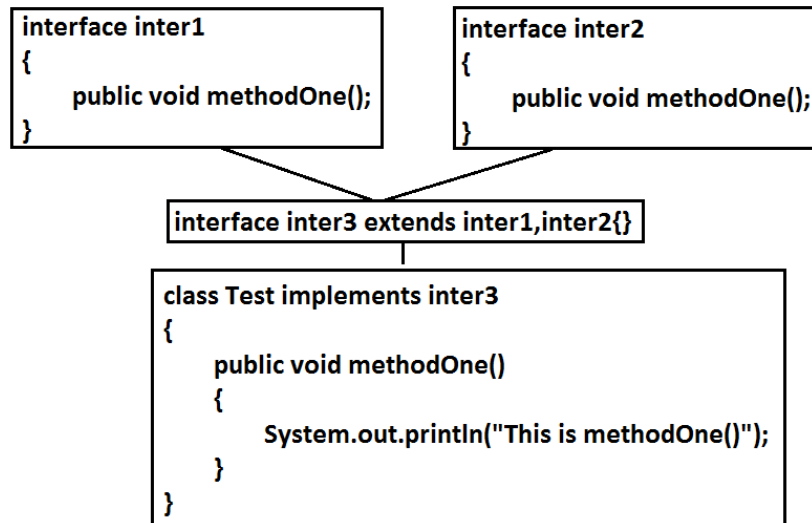 interface inter1
{
public void methodOne();
}
interface inter2
{
public void methodOne();
}
interface inter3 extends inter1,inter2{}
class Test implements inter3
{
public void methodOne()
{
System.out.println("This is methodOne()");
}
}